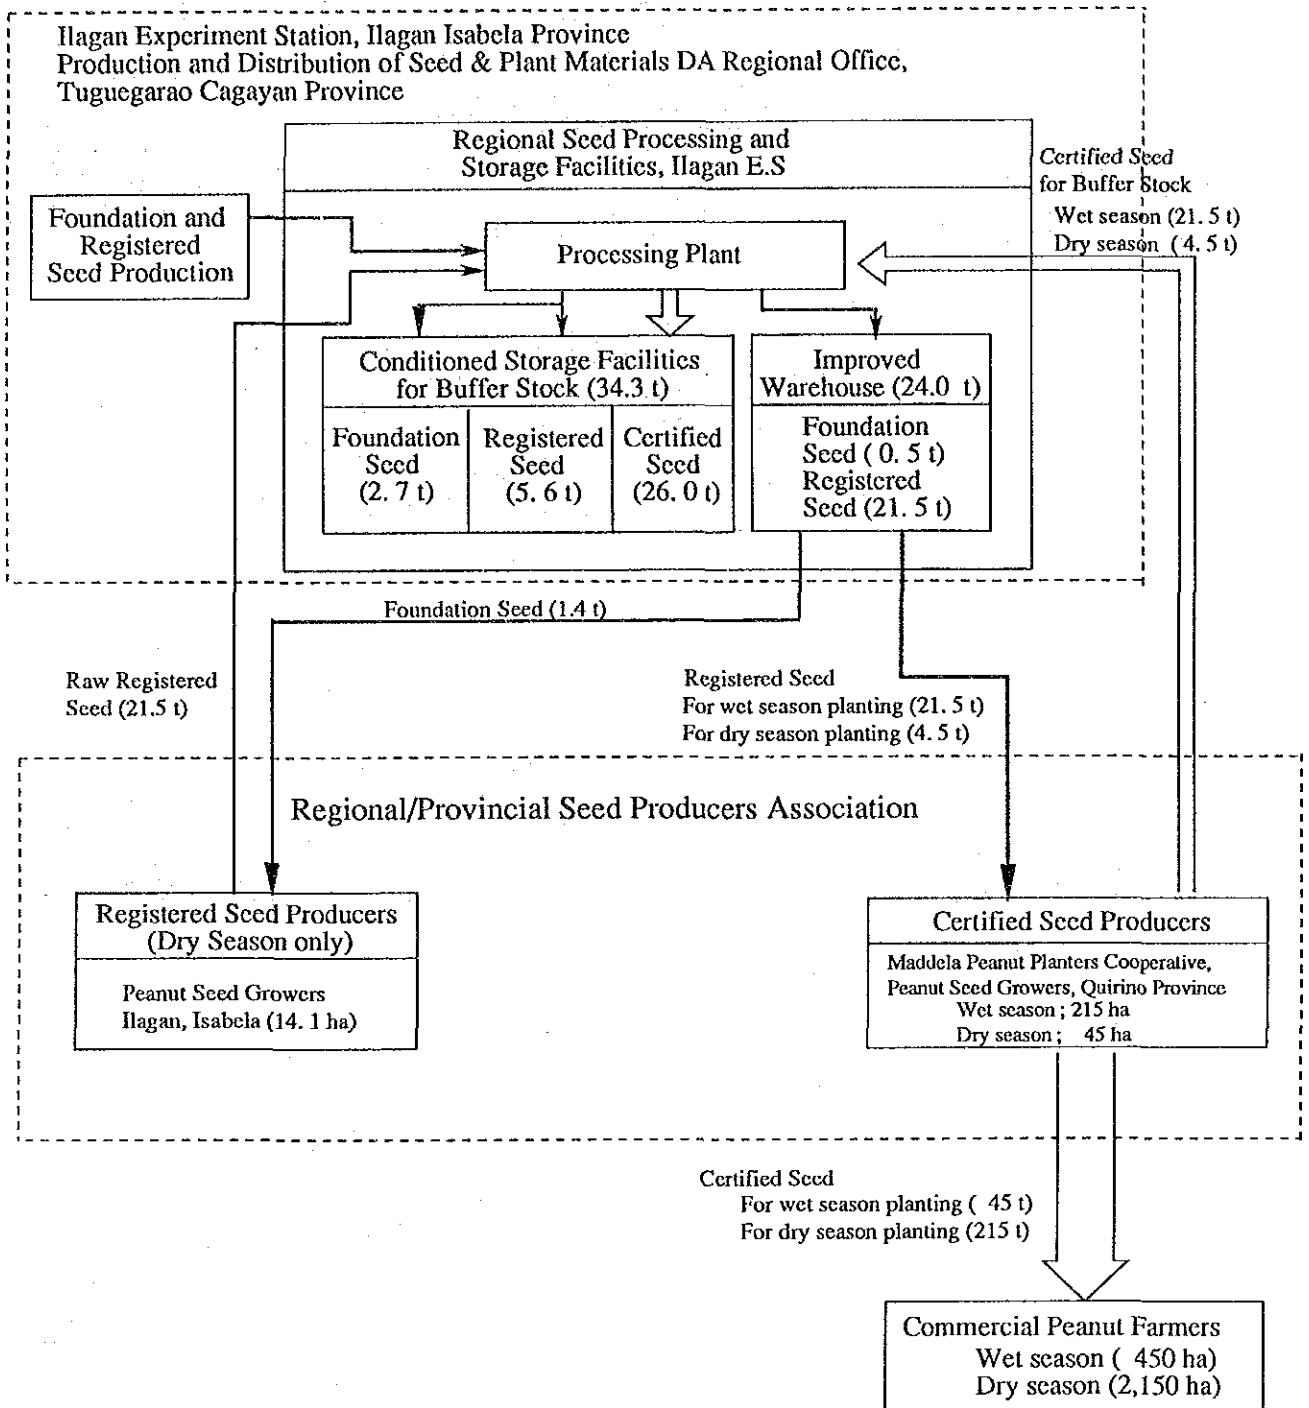 Ilagan Experiment Station, Ilagan Isabela Province
Production and Distribution of Seed & Plant Materials DA Regional Office,
Tuguegarao Cagayan Province
Regional Seed Processing and
Storage Facilities, Ilagan E.S
Certified Seed
for Buffer Stock
Wet season (21. 5 t)
Dry season ( 4. 5 t)
Foundation and
Registered
Seed Production
Processing Plant
Conditioned Storage Facilities
for Buffer Stock (34.3 t)
Foundation
Seed
(2. 7 t)
Registered
Seed
(5. 6 t)
Certified
Seed
(26. 0 t)
Improved
Warehouse (24.0 t)
Foundation
Seed ( 0. 5 t)
Registered
Seed (21. 5 t)
Foundation Seed (1.4 t)
Raw Registered
Seed (21.5 t)
Registered Seed
For wet season planting (21. 5 t)
For dry season planting (4. 5 t)
Regional/Provincial Seed Producers Association
Registered Seed Producers
(Dry Season only)
Peanut Seed Growers
Ilagan, Isabela (14. 1 ha)
Certified Seed Producers
Maddela Peanut Planters Cooperative,
Peanut Seed Growers, Quirino Province
Wet season ; 215 ha
Dry season ; 45 ha
Certified Seed
For wet season planting ( 45 t)
For dry season planting (215 t)
Commercial Peanut Farmers
Wet season ( 450 ha)
Dry season (2,150 ha)